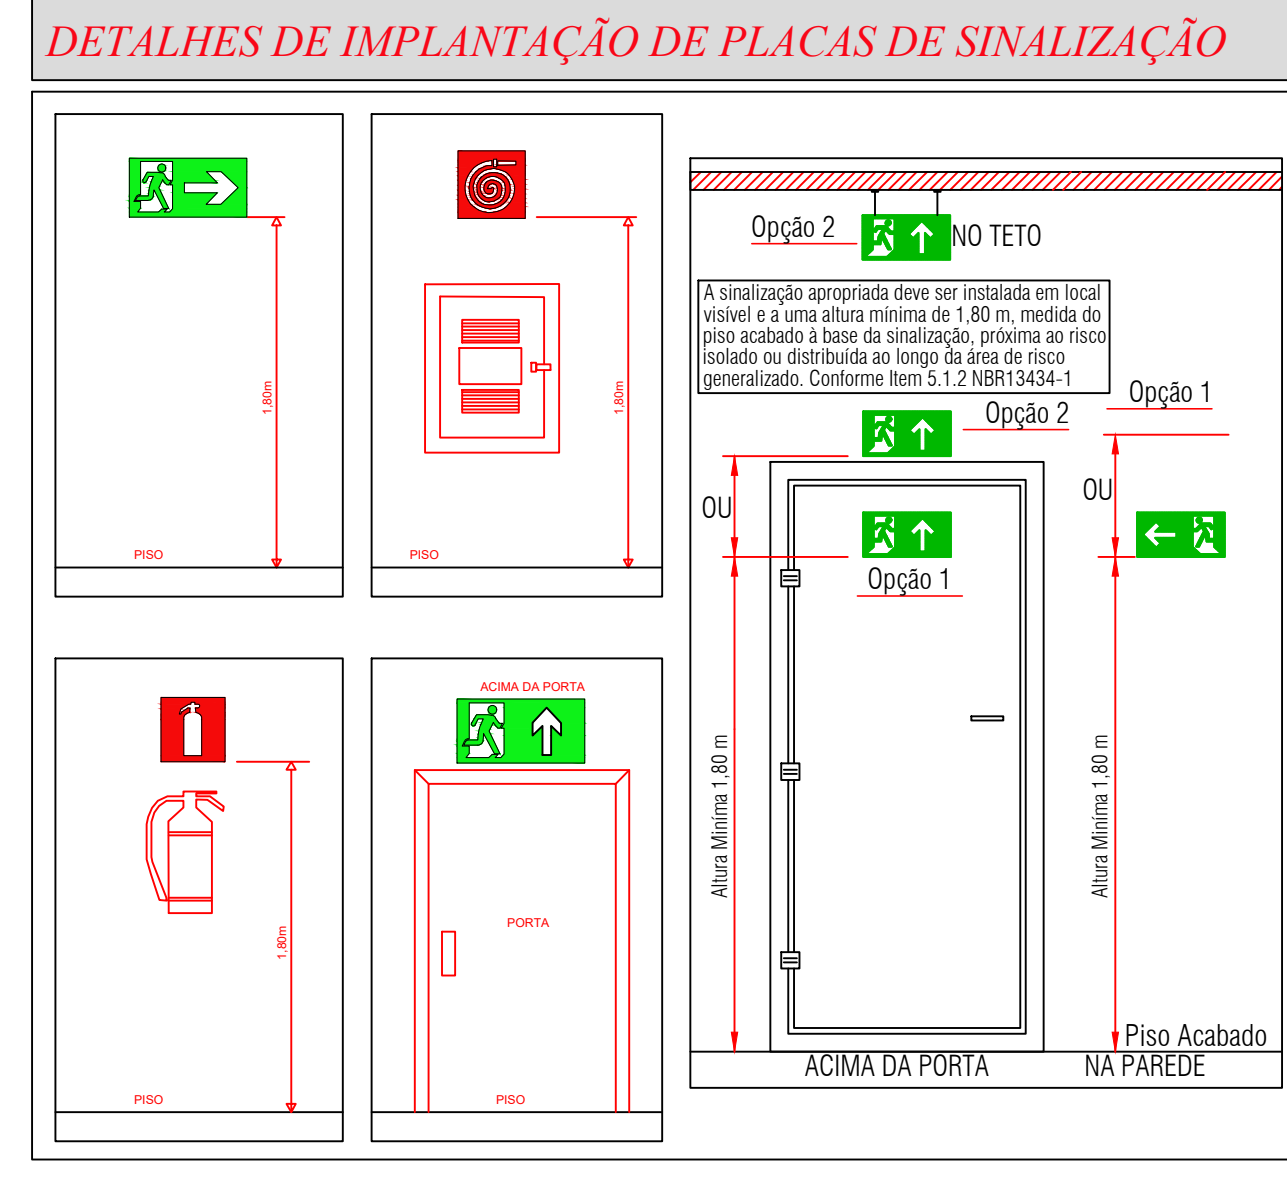 DETALHES DE IMPLANTAÇÃO DE PLACAS DE SINALIZAÇÃO
1,80m
PISO
1,80m
PISO
1,80m
PISO
ACIMA DA PORTA
PORTA
PISO
Opção 2
NO TETO
A sinalização apropriada deve ser instalada em local
visível e a uma altura mínima de 1,80 m, medida do
piso acabado à base da sinalização, próxima ao risco
isolado ou distribuída ao longo da área de risco
generalizado. Conforme Item 5.1.2 NBR13434-1
Opção 1
Opção 2
OU
OU
Opção 1
Altura Miníma 1,80 m
Altura Miníma 1,80 m
Piso Acabado
ACIMA DA PORTA
NA PAREDE